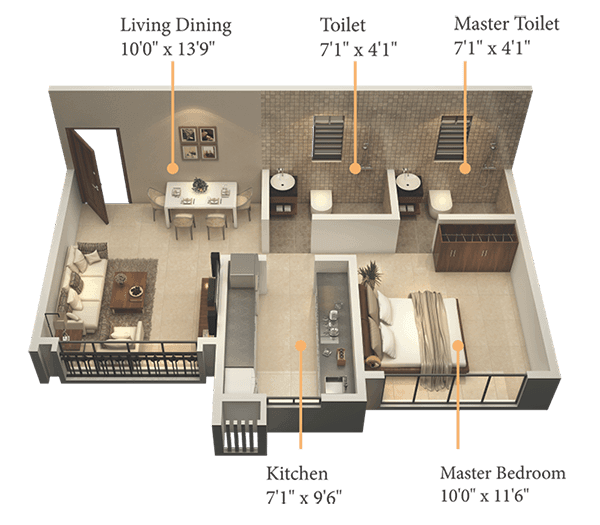 Living Dining
10'0" x 13'9"
Toilet
7'1" x 4'1"
Master Toilet
7'1" x 4'1"
Kitchen
7'1" x 9'6"
Master Bedroom
10'0" x 11'6"